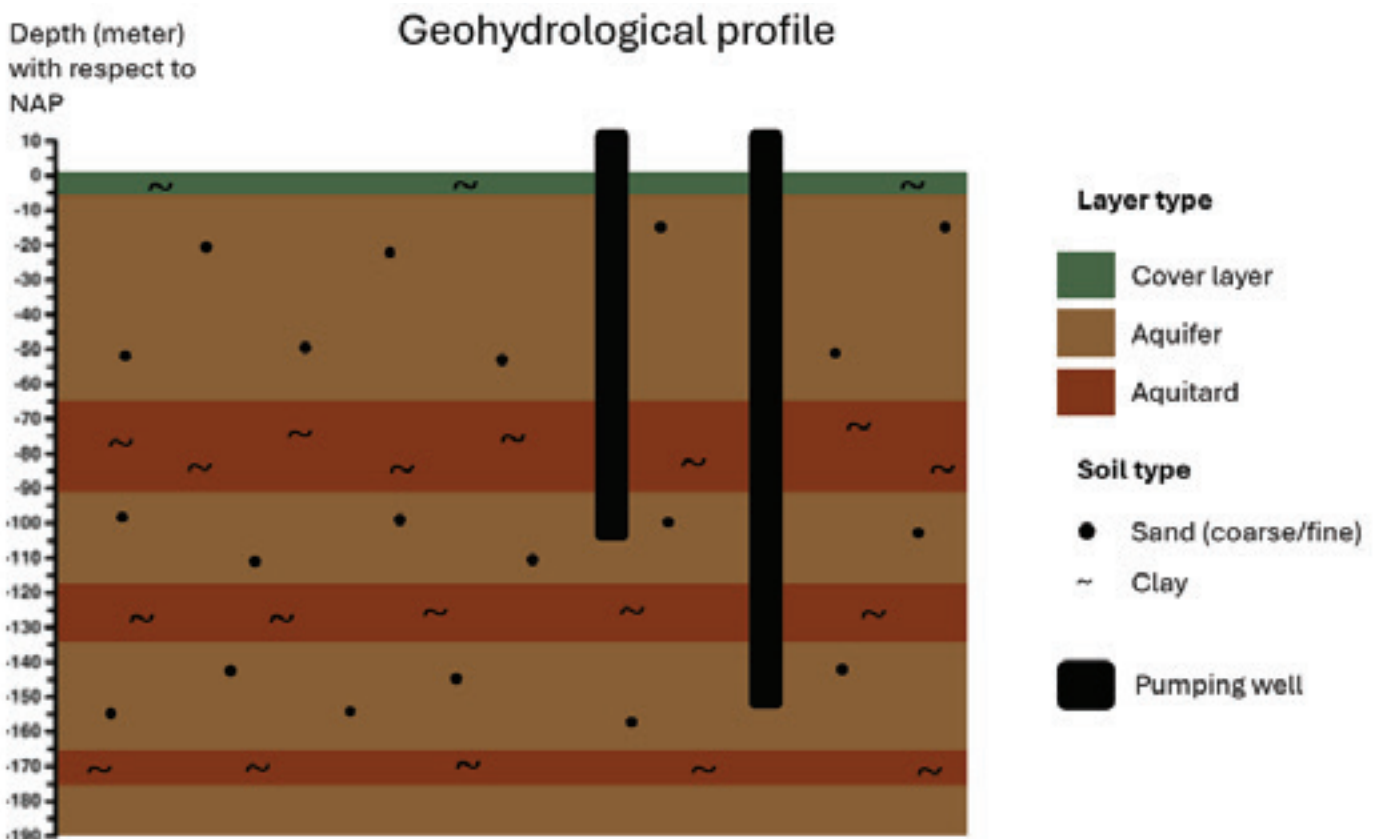 Geohydrological profile
Depth (meter)
with respect to
NAP
10
0
-10
-20
-30
-40
-50
-60
-70
-80
-90
-100
-110
-120
-130
-140
-150
-160
-170
-180
-190
Layer type
Cover layer
Aquifer
Aquitard
Soil type
Sand (coarse/fine)
Clay
Pumping well